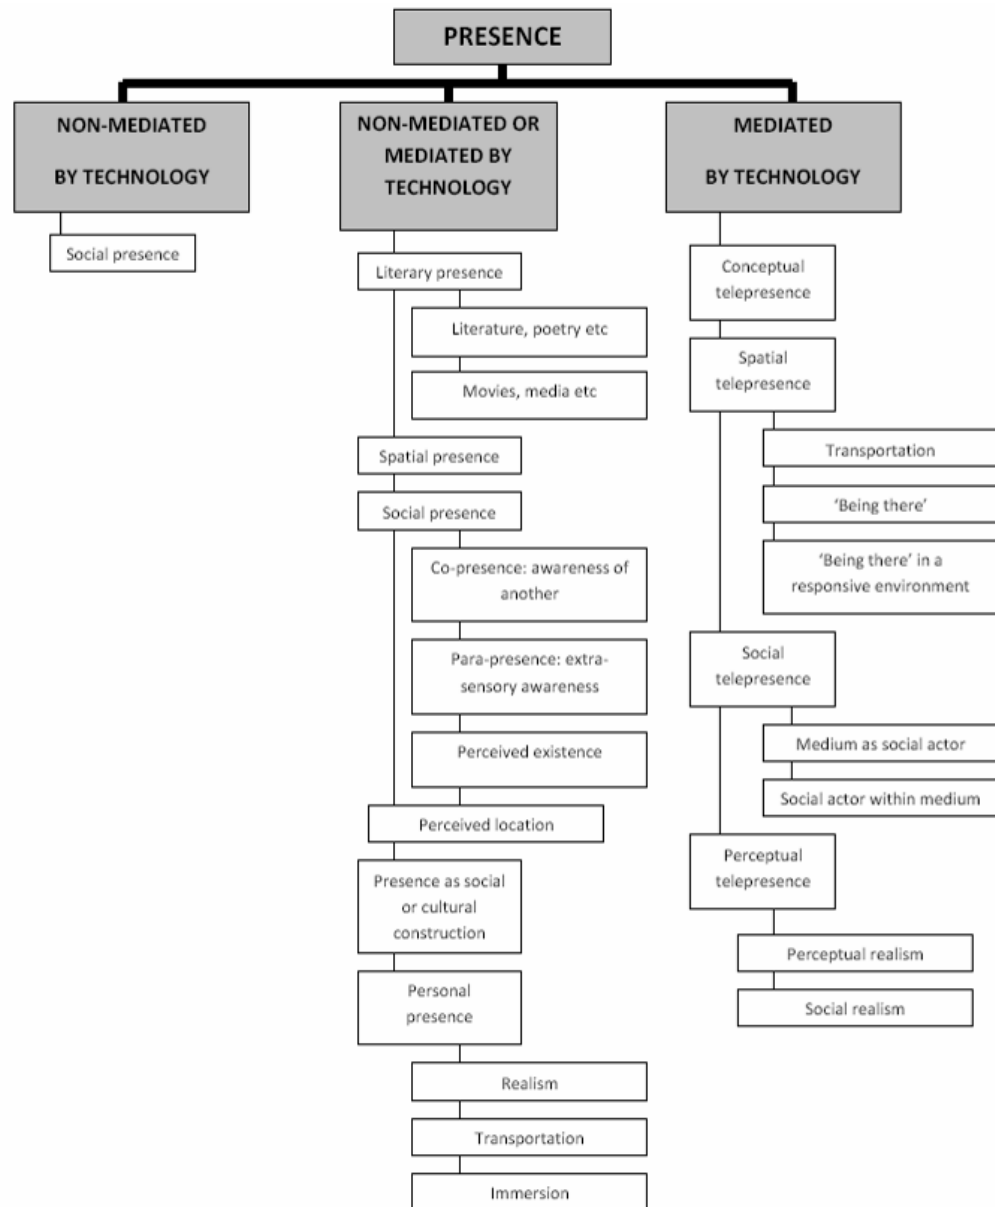 PRESENCE
NON-MEDIATED
BY TECHNOLOGY
Social presence
NON-MEDIATED OR
MEDIATED BY
TECHNOLOGY
Literary presence
Literature, poetry etc
Movies, media etc
Spatial presence
Social presence
Co-presence: awareness of
another
Para-presence: extra-
sensory awareness
Perceived existence
Perceived location
Presence as social
or cultural
construction
Personal
presence
Realism
Transportation
Immersion
MEDIATED
BY TECHNOLOGY
Conceptual
telepresence
Spatial
telepresence
Transportation
‘Being there’
‘Being there’ in a
responsive environment
Social
telepresence
Medium as social actor
Social actor within medium
Perceptual
telepresence
Perceptual realism
Social realism